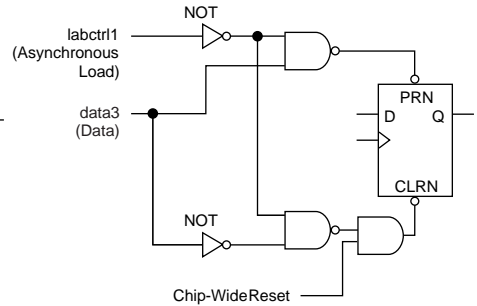 NOT
labctrl1
(Asynchronous
Load)
PRN
data3
(Data)
D
Q
CLRN
NOT
Chip-WideReset